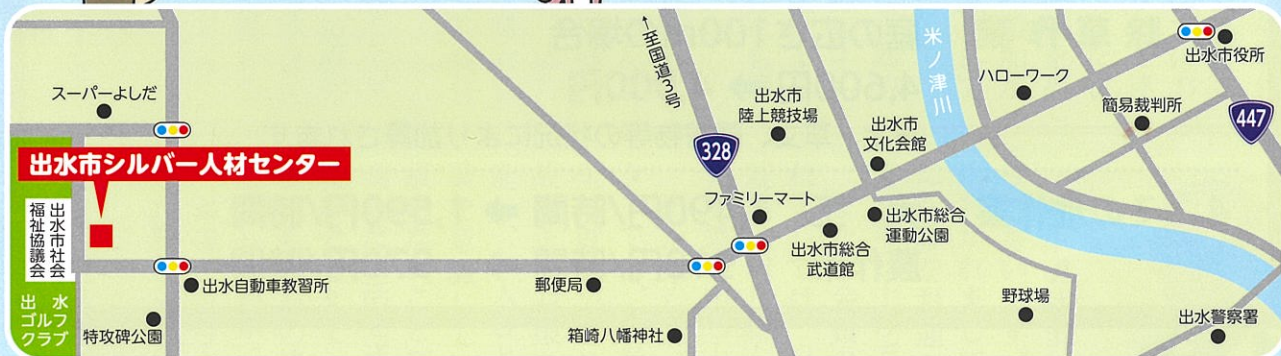 ↑至国道3号
米ノ津川
出水市役所
スーパーよしだ
ハローワーク
出水市
陸上競技場
簡易裁判所
447
出水市
文化会館
328
出水市シルバー人材センター
ファミリーマート
出水市社会
福祉協議会
出水市総合
運動公園
出水市総合
武道館
出水自動車教習所
郵便局
野球場
出水
ゴルフ
クラブ
特攻碑公園
箱崎八幡神社
出水警察署